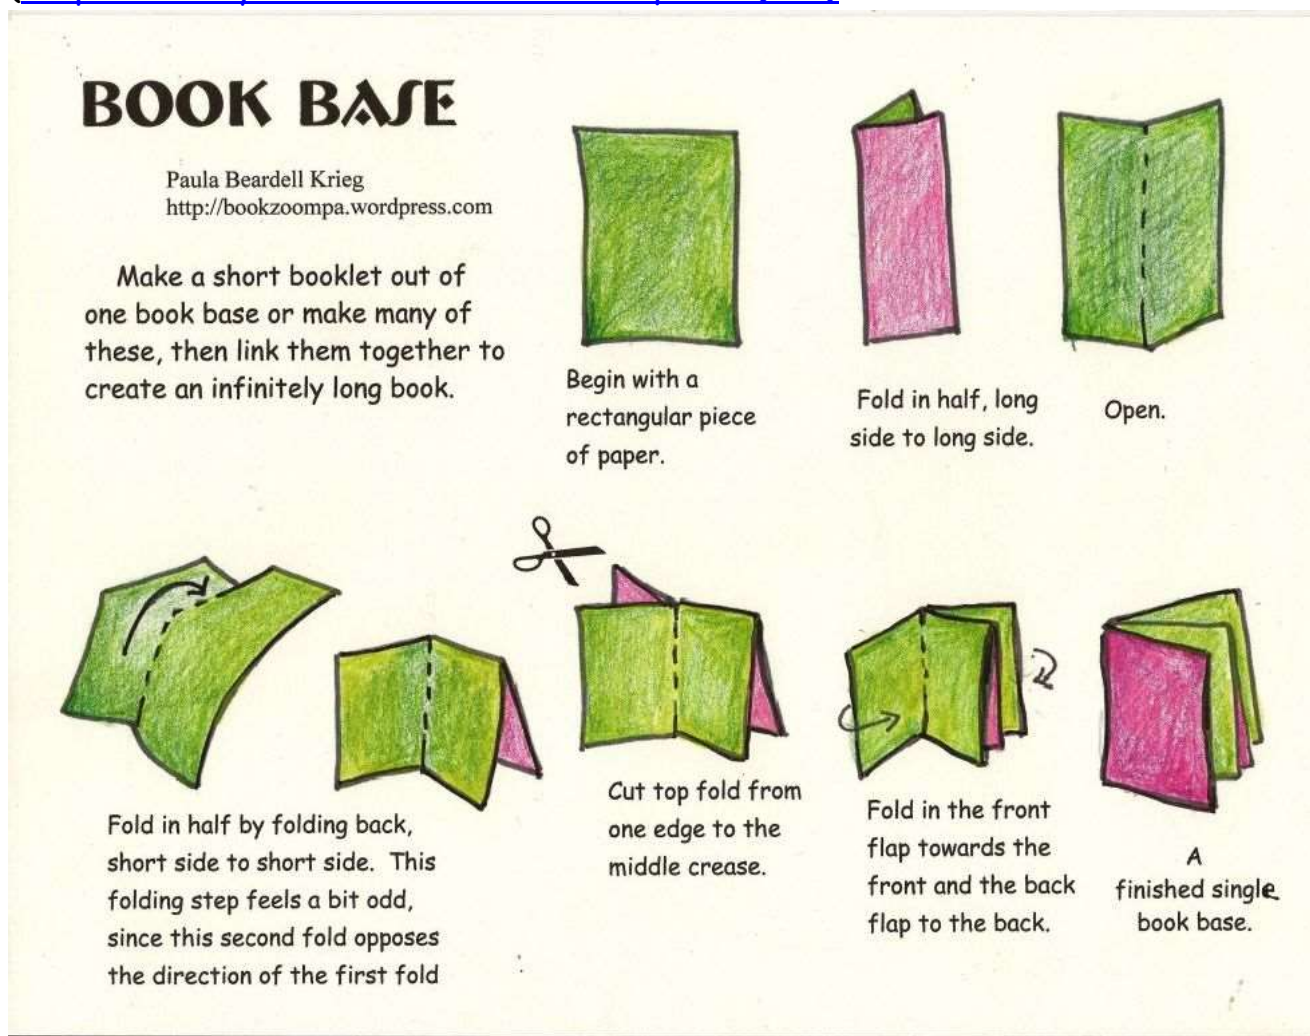 BOOK BASE
Paula Beardell Krieg
http://bookzoompa.wordpress.com
Make a short booklet out of
one book base or make many of
these, then link them together to
create an infinitely long book.
Begin with a
rectangular piece
of paper.
Fold in half, long
side to long side.
Open.
Fold in half by folding back,
short side to short side. This
folding step feels a bit odd,
since this second fold opposes
the direction of the first fold
Cut top fold from
one edge to the
middle crease.
Fold in the front
flap towards the
front and the back
flap to the back.
A
finished single
book base.